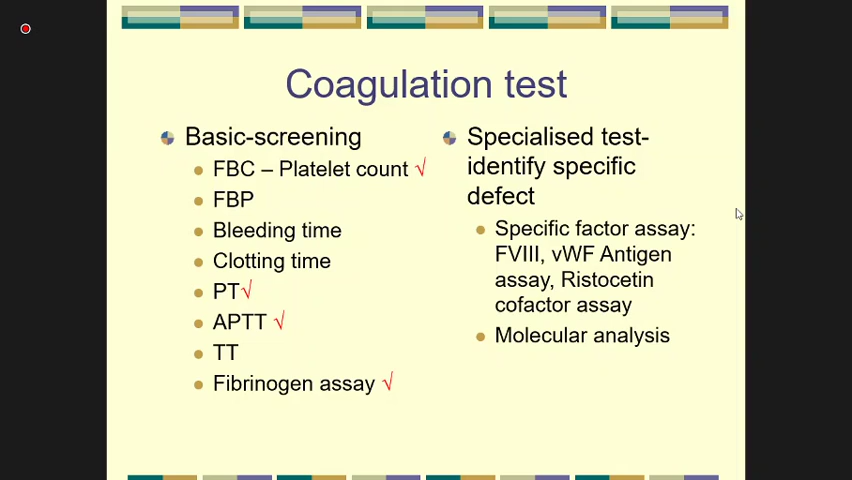 Coagulation test
Basic-screening
FBC – Platelet count √
FBP
Bleeding time
Clotting time
PT√
APTT √
TT
Fibrinogen assay √
Specialised test-
identify specific
defect
Specific factor assay:
FVIII, vWF Antigen
assay, Ristocetin
cofactor assay
Molecular analysis